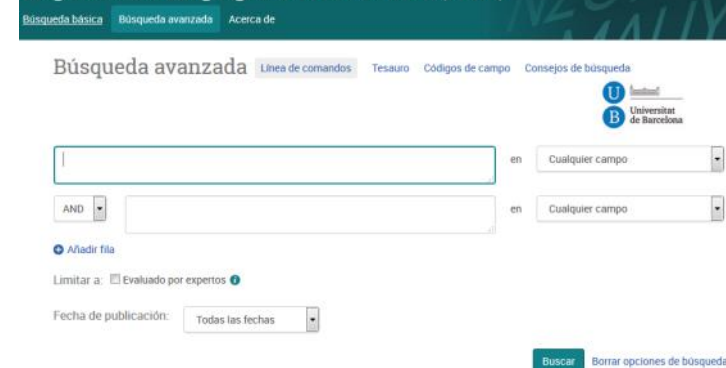 Búsqueda básica Búsqueda avanzada Acerca de
Búsqueda avanzada Línea de comandos Tesauro Códigos de campo Consejos de búsqueda
U
B Universitat
de Barcelona
en Cualquier campo
AND en Cualquier campo
Añadir fila
Limitar a: Evaluado por expertos
Fecha de publicación: Todas las fechas
Buscar Borrar opciones de búsqueda